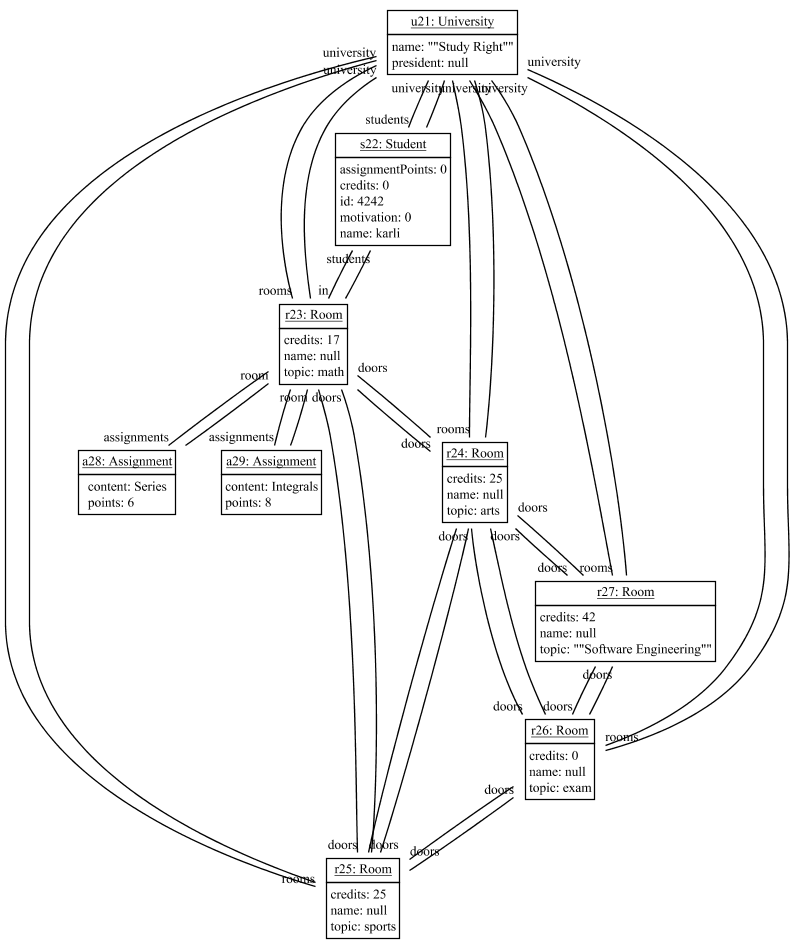 u21: University
name: ""Study Right""
president: null
university
university
university
university
university
university
students
s22: Student
assignmentPoints: 0
credits: 0
id: 4242
motivation: 0
name: karli
students
rooms
in
r23: Room
credits: 17
name: null
topic: math
room
doors
room
doors
assignments
assignments
rooms
doors
a28: Assignment
content: Series
points: 6
a29: Assignment
content: Integrals
points: 8
r24: Room
credits: 25
name: null
topic: arts
doors
doors
doors
doors
rooms
r27: Room
credits: 42
name: null
topic: ""Software Engineering""
doors
doors
doors
r26: Room
credits: 0
name: null
topic: exam
rooms
doors
doors
doors
doors
rooms
r25: Room
credits: 25
name: null
topic: sports